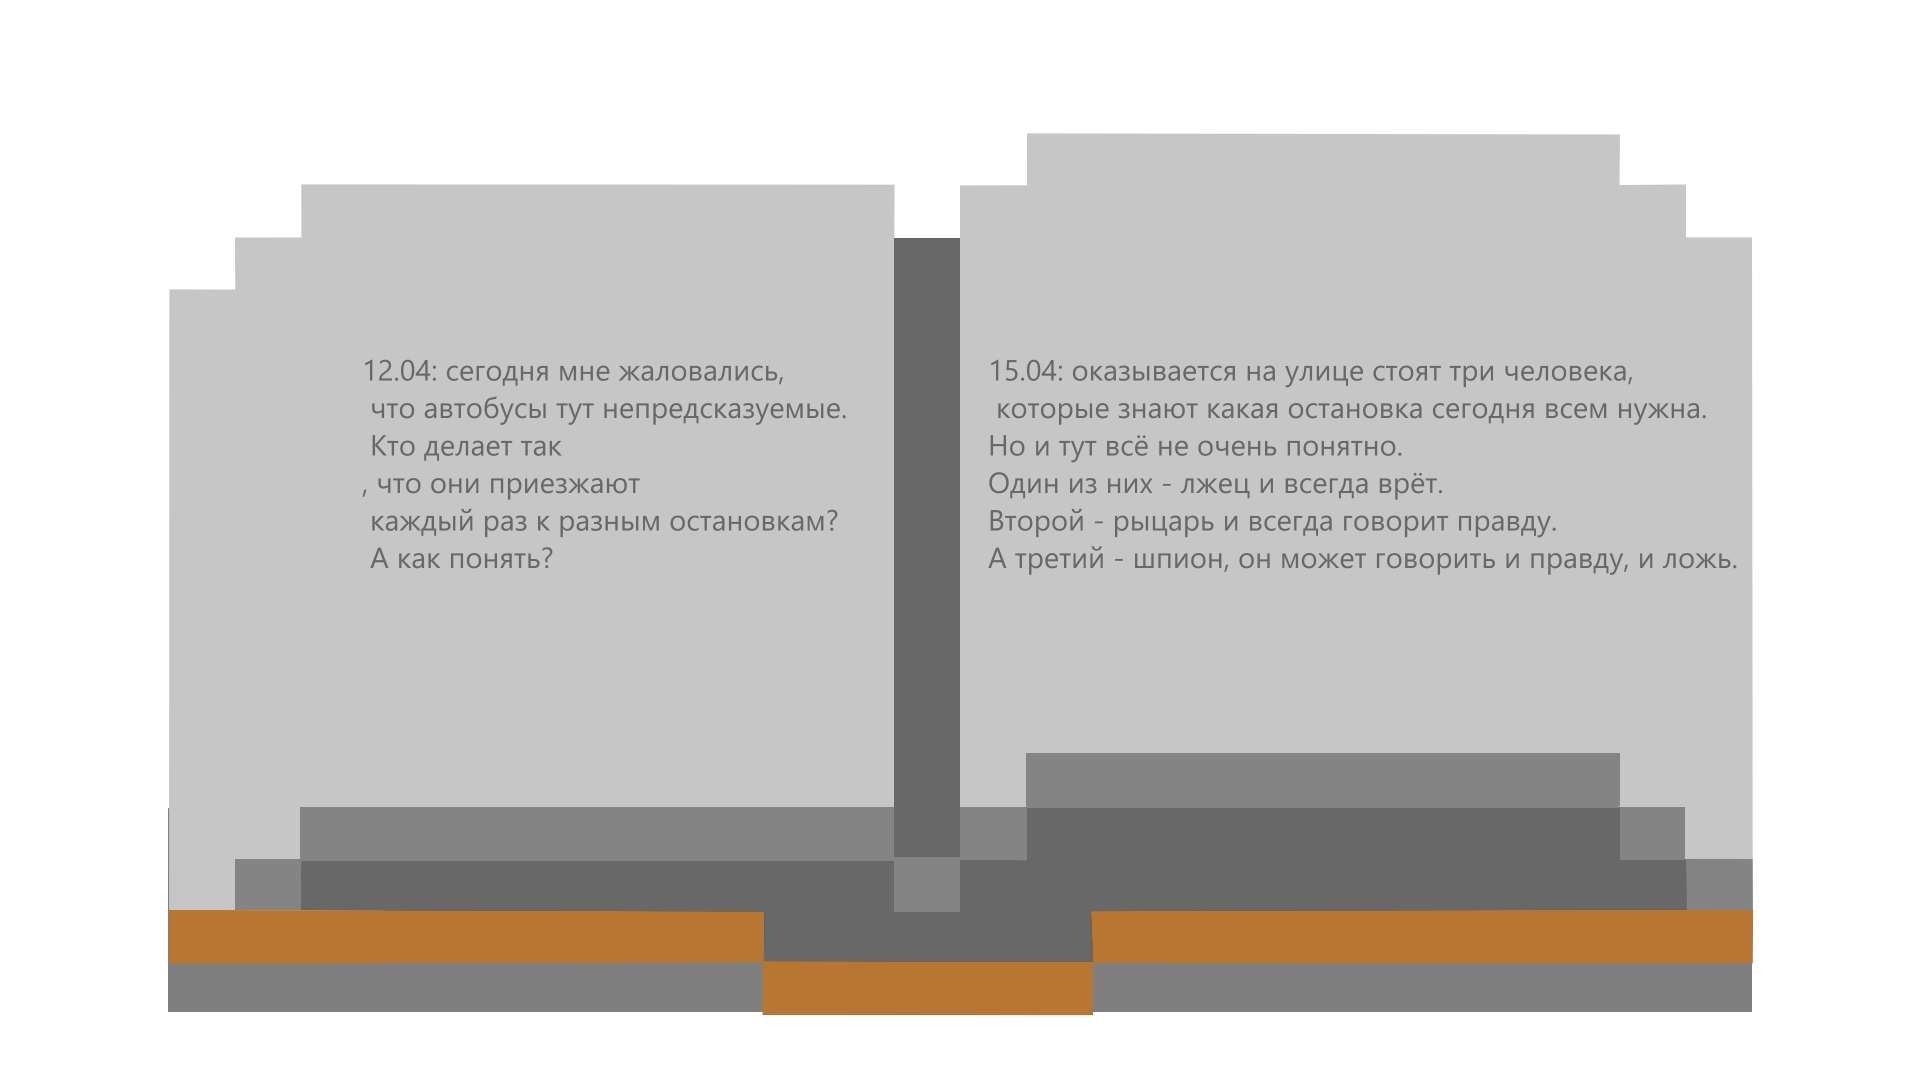 12.04: сегодня мне жаловались,
что автобусы тут непредсказуемые.
Кто делает так
, что они приезжают
каждый раз к разным остановкам?
А как понять?
15.04: оказывается на улице стоят три человека,
которые знают какая остановка сегодня всем нужна.
Но и тут всё не очень понятно.
Один из них - лжец и всегда врёт.
Второй - рыцарь и всегда говорит правду.
А третий - шпион, он может говорить и правду, и ложь.